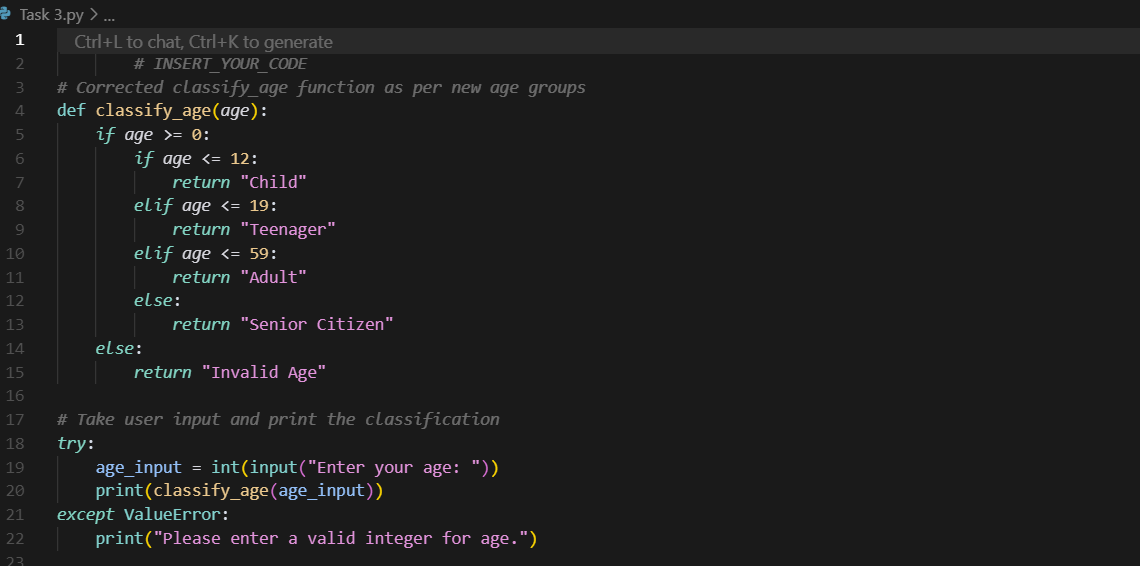 Task 3.py > ...
1 Ctrl+L to chat, Ctrl+K to generate
2         # INSERT_YOUR_CODE
3 # Corrected classify_age function as per new age groups
4 def classify_age(age):
5     if age >= 0:
6         if age <= 12:
7             return "Child"
8         elif age <= 19:
9             return "Teenager"
10         elif age <= 59:
11             return "Adult"
12         else:
13             return "Senior Citizen"
14     else:
15         return "Invalid Age"
16
17 # Take user input and print the classification
18 try:
19     age_input = int(input("Enter your age: "))
20     print(classify_age(age_input))
21 except ValueError:
22     print("Please enter a valid integer for age.")
23